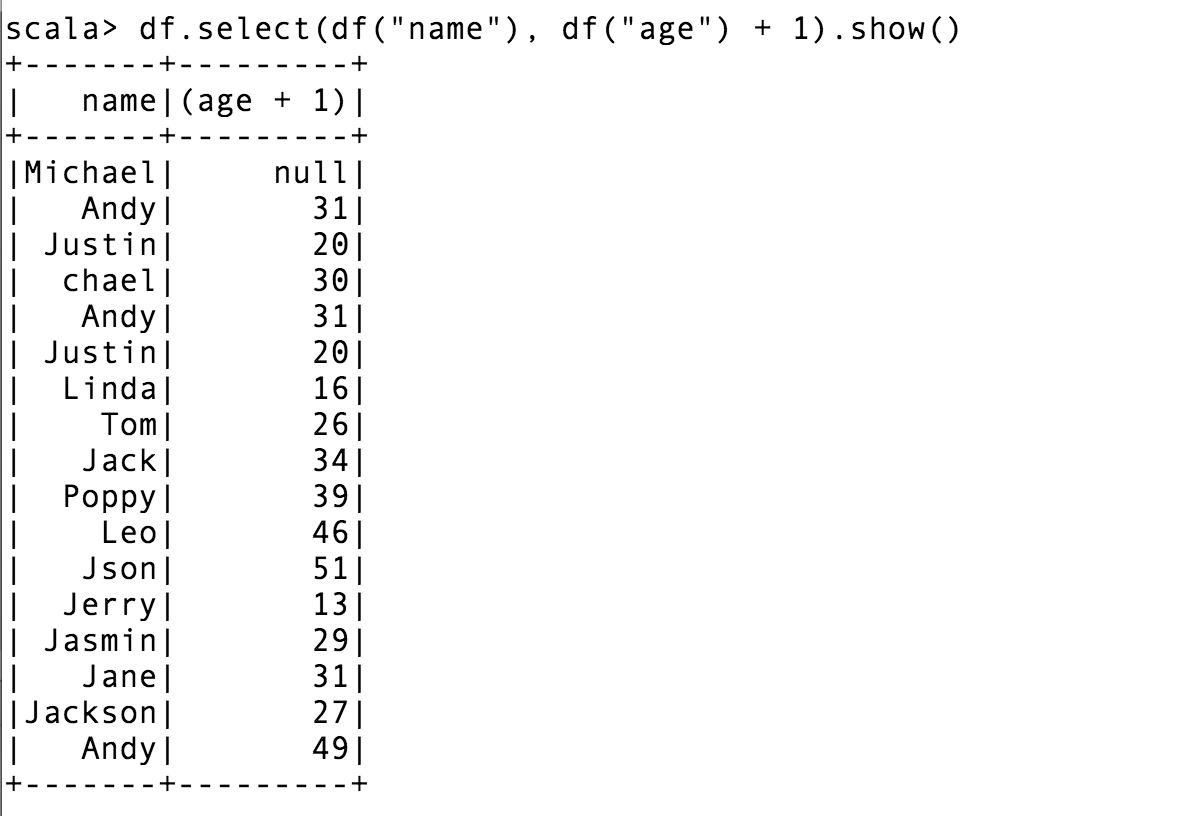 scala> df.select(df("name"), df("age") + 1).show()
+-------+---------+
|   name|(age + 1)|
+-------+---------+
|Michael|     null|
|   Andy|       31|
| Justin|       20|
|  chael|       30|
|   Andy|       31|
| Justin|       20|
|  Linda|       16|
|    Tom|       26|
|   Jack|       34|
|  Poppy|       39|
|    Leo|       46|
|   Json|       51|
|  Jerry|       13|
| Jasmin|       29|
|   Jane|       31|
|Jackson|       27|
|   Andy|       49|
+-------+---------+